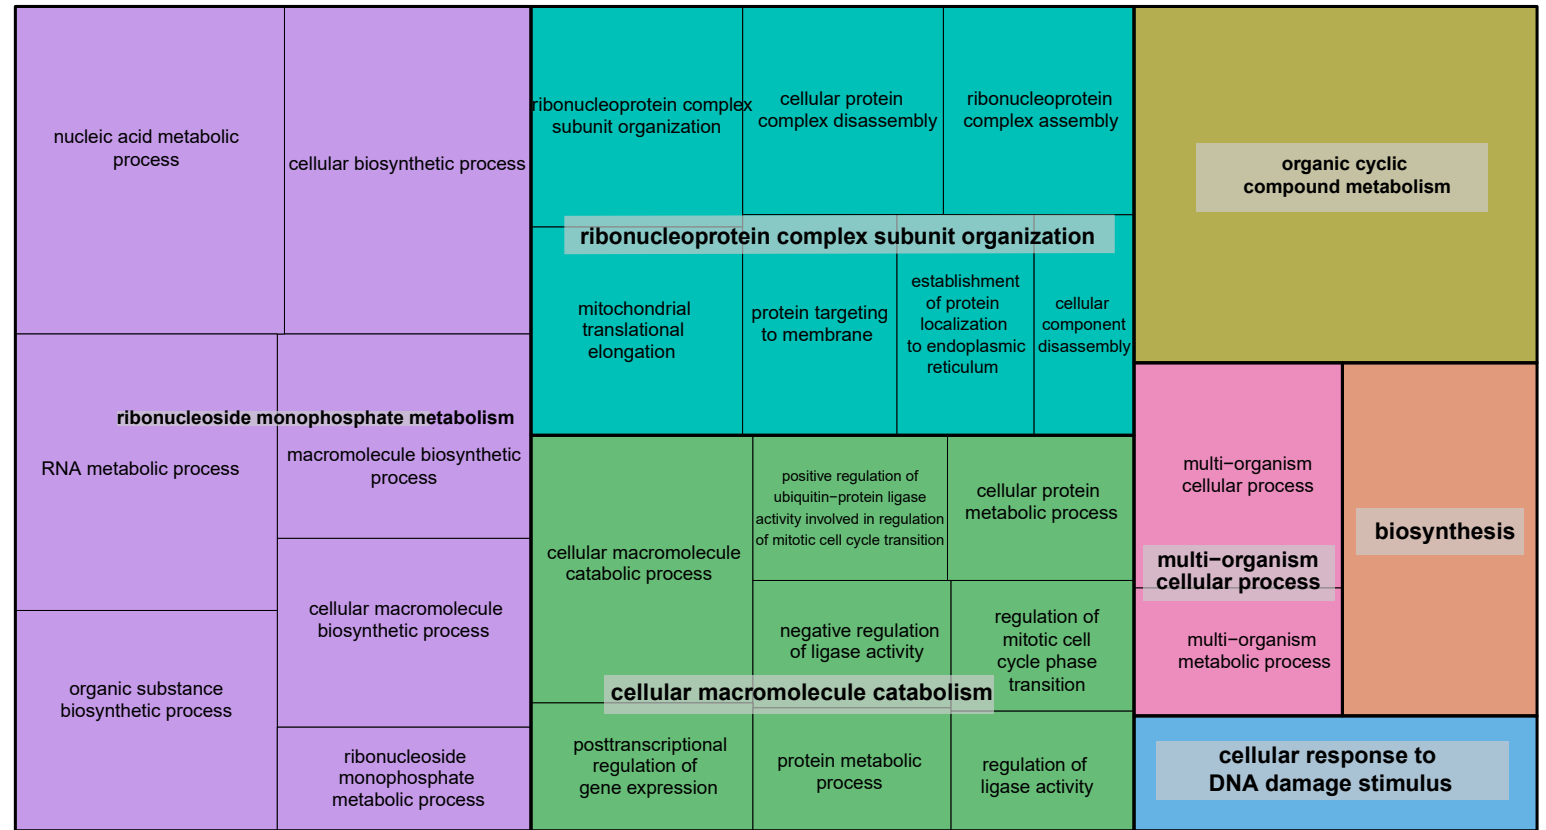 nucleic acid metabolic
process
cellular biosynthetic process
ribonucleoside monophosphate metabolism
RNA metabolic process
macromolecule biosynthetic
process
cellular macromolecule
biosynthetic process
organic substance
biosynthetic process
ribonucleoside
monophosphate
metabolic process
ribonucleoprotein complex
subunit organization
cellular protein
complex disassembly
ribonucleoprotein
complex assembly
ribonucleoprotein complex subunit organization
mitochondrial
translational
elongation
protein targeting
to membrane
establishment
of protein
localization
to endoplasmic
reticulum
cellular
component
disassembly
cellular macromolecule
catabolic process
positive regulation of
ubiquitin−protein ligase
activity involved in regulation
of mitotic cell cycle transition
cellular protein
metabolic process
negative regulation
of ligase activity
regulation of
mitotic cell
cycle phase
transition
cellular macromolecule catabolism
posttranscriptional
regulation of
gene expression
protein metabolic
process
regulation of
ligase activity
organic cyclic
compound metabolism
multi−organism
cellular process
multi−organism
cellular process
multi−organism
metabolic process
biosynthesis
cellular response to
DNA damage stimulus